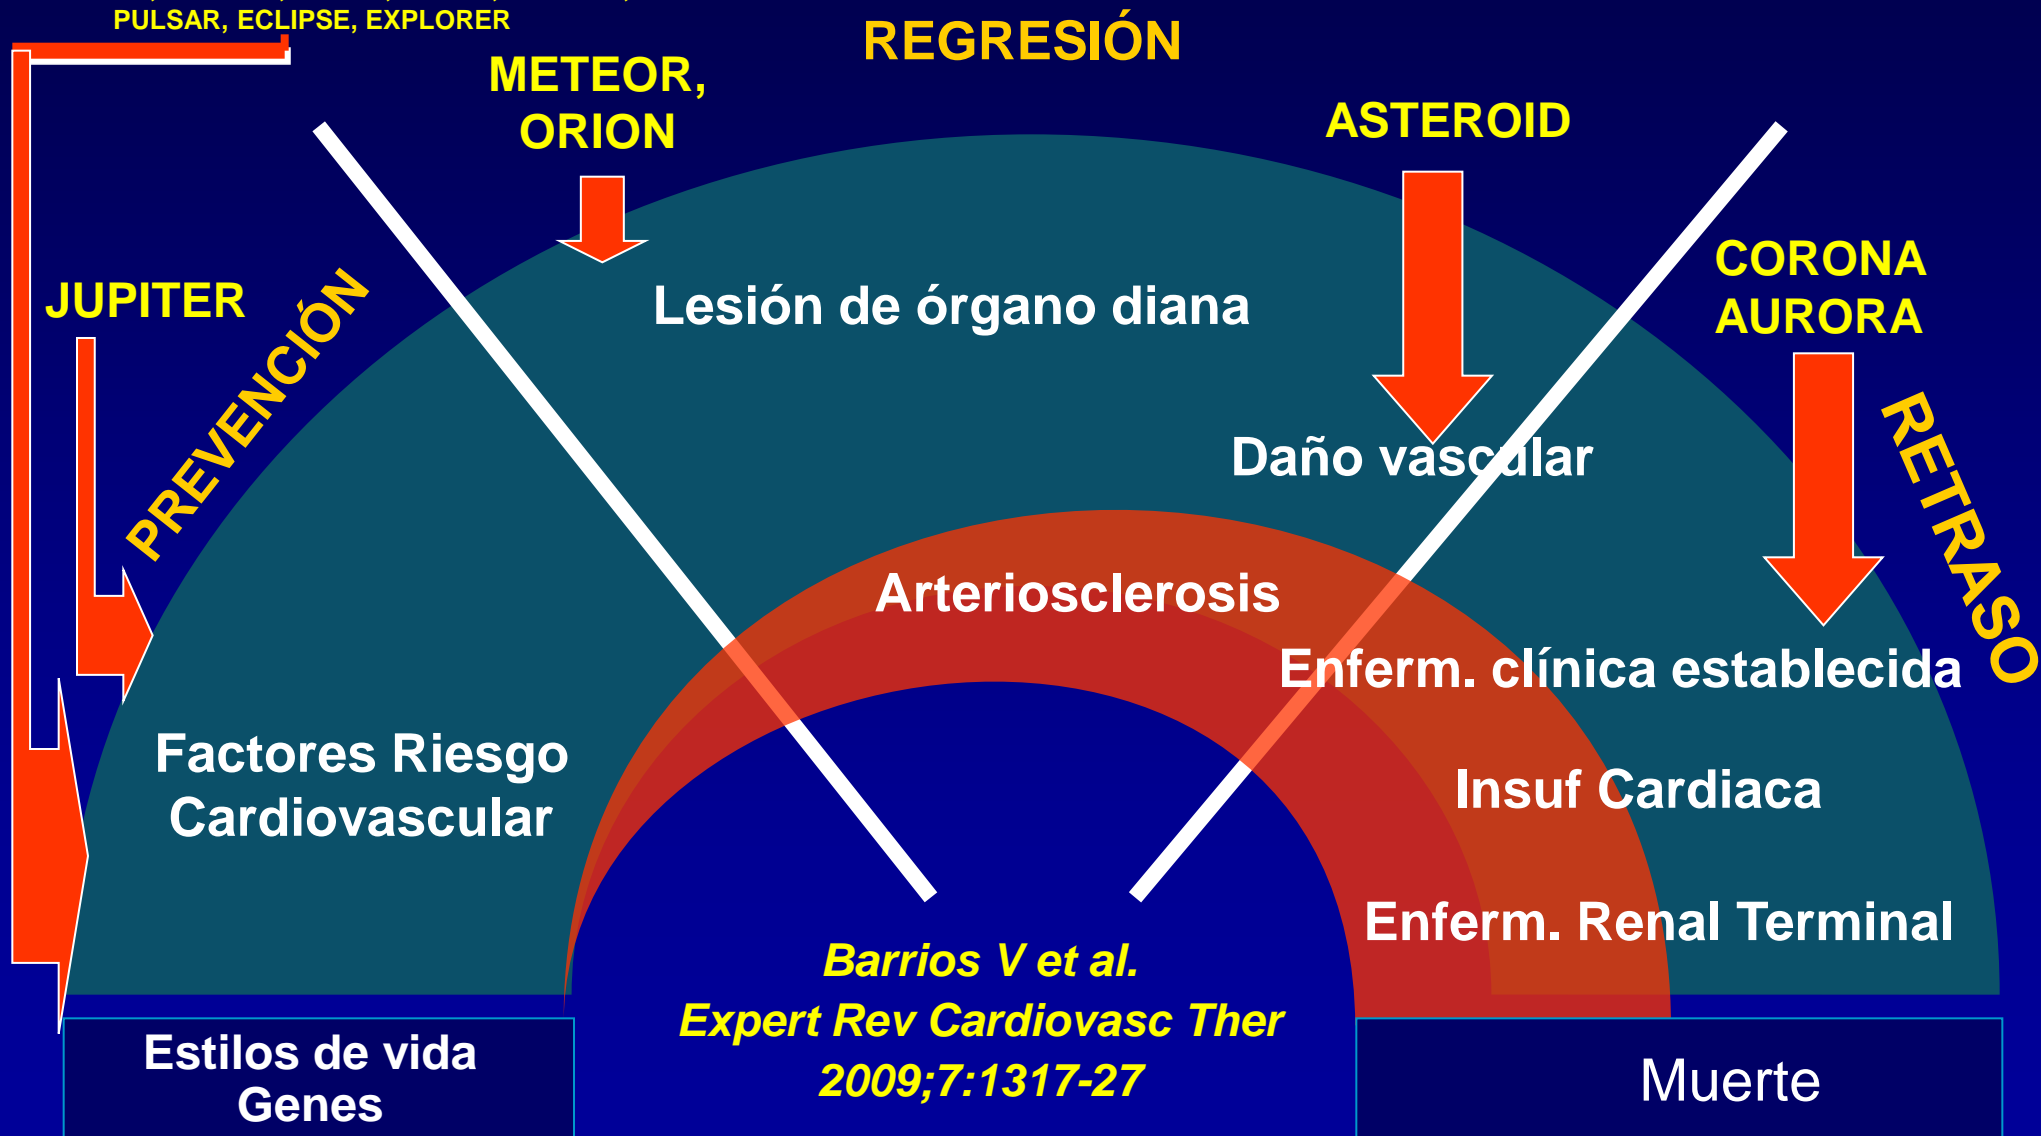 PULSAR, ECLIPSE, EXPLORER
REGRESIÓN
METEOR,
ORION
ASTEROID
CORONA
AURORA
JUPITER
PREVENCIÓN
RETRASO
Lesión de órgano diana
Daño vascular
Arteriosclerosis
Enferm. clínica establecida
Factores Riesgo
Cardiovascular
Insuf Cardiaca
Enferm. Renal Terminal
Barrios V et al.
Expert Rev Cardiovasc Ther
2009;7:1317-27
Estilos de vida
Genes
Muerte